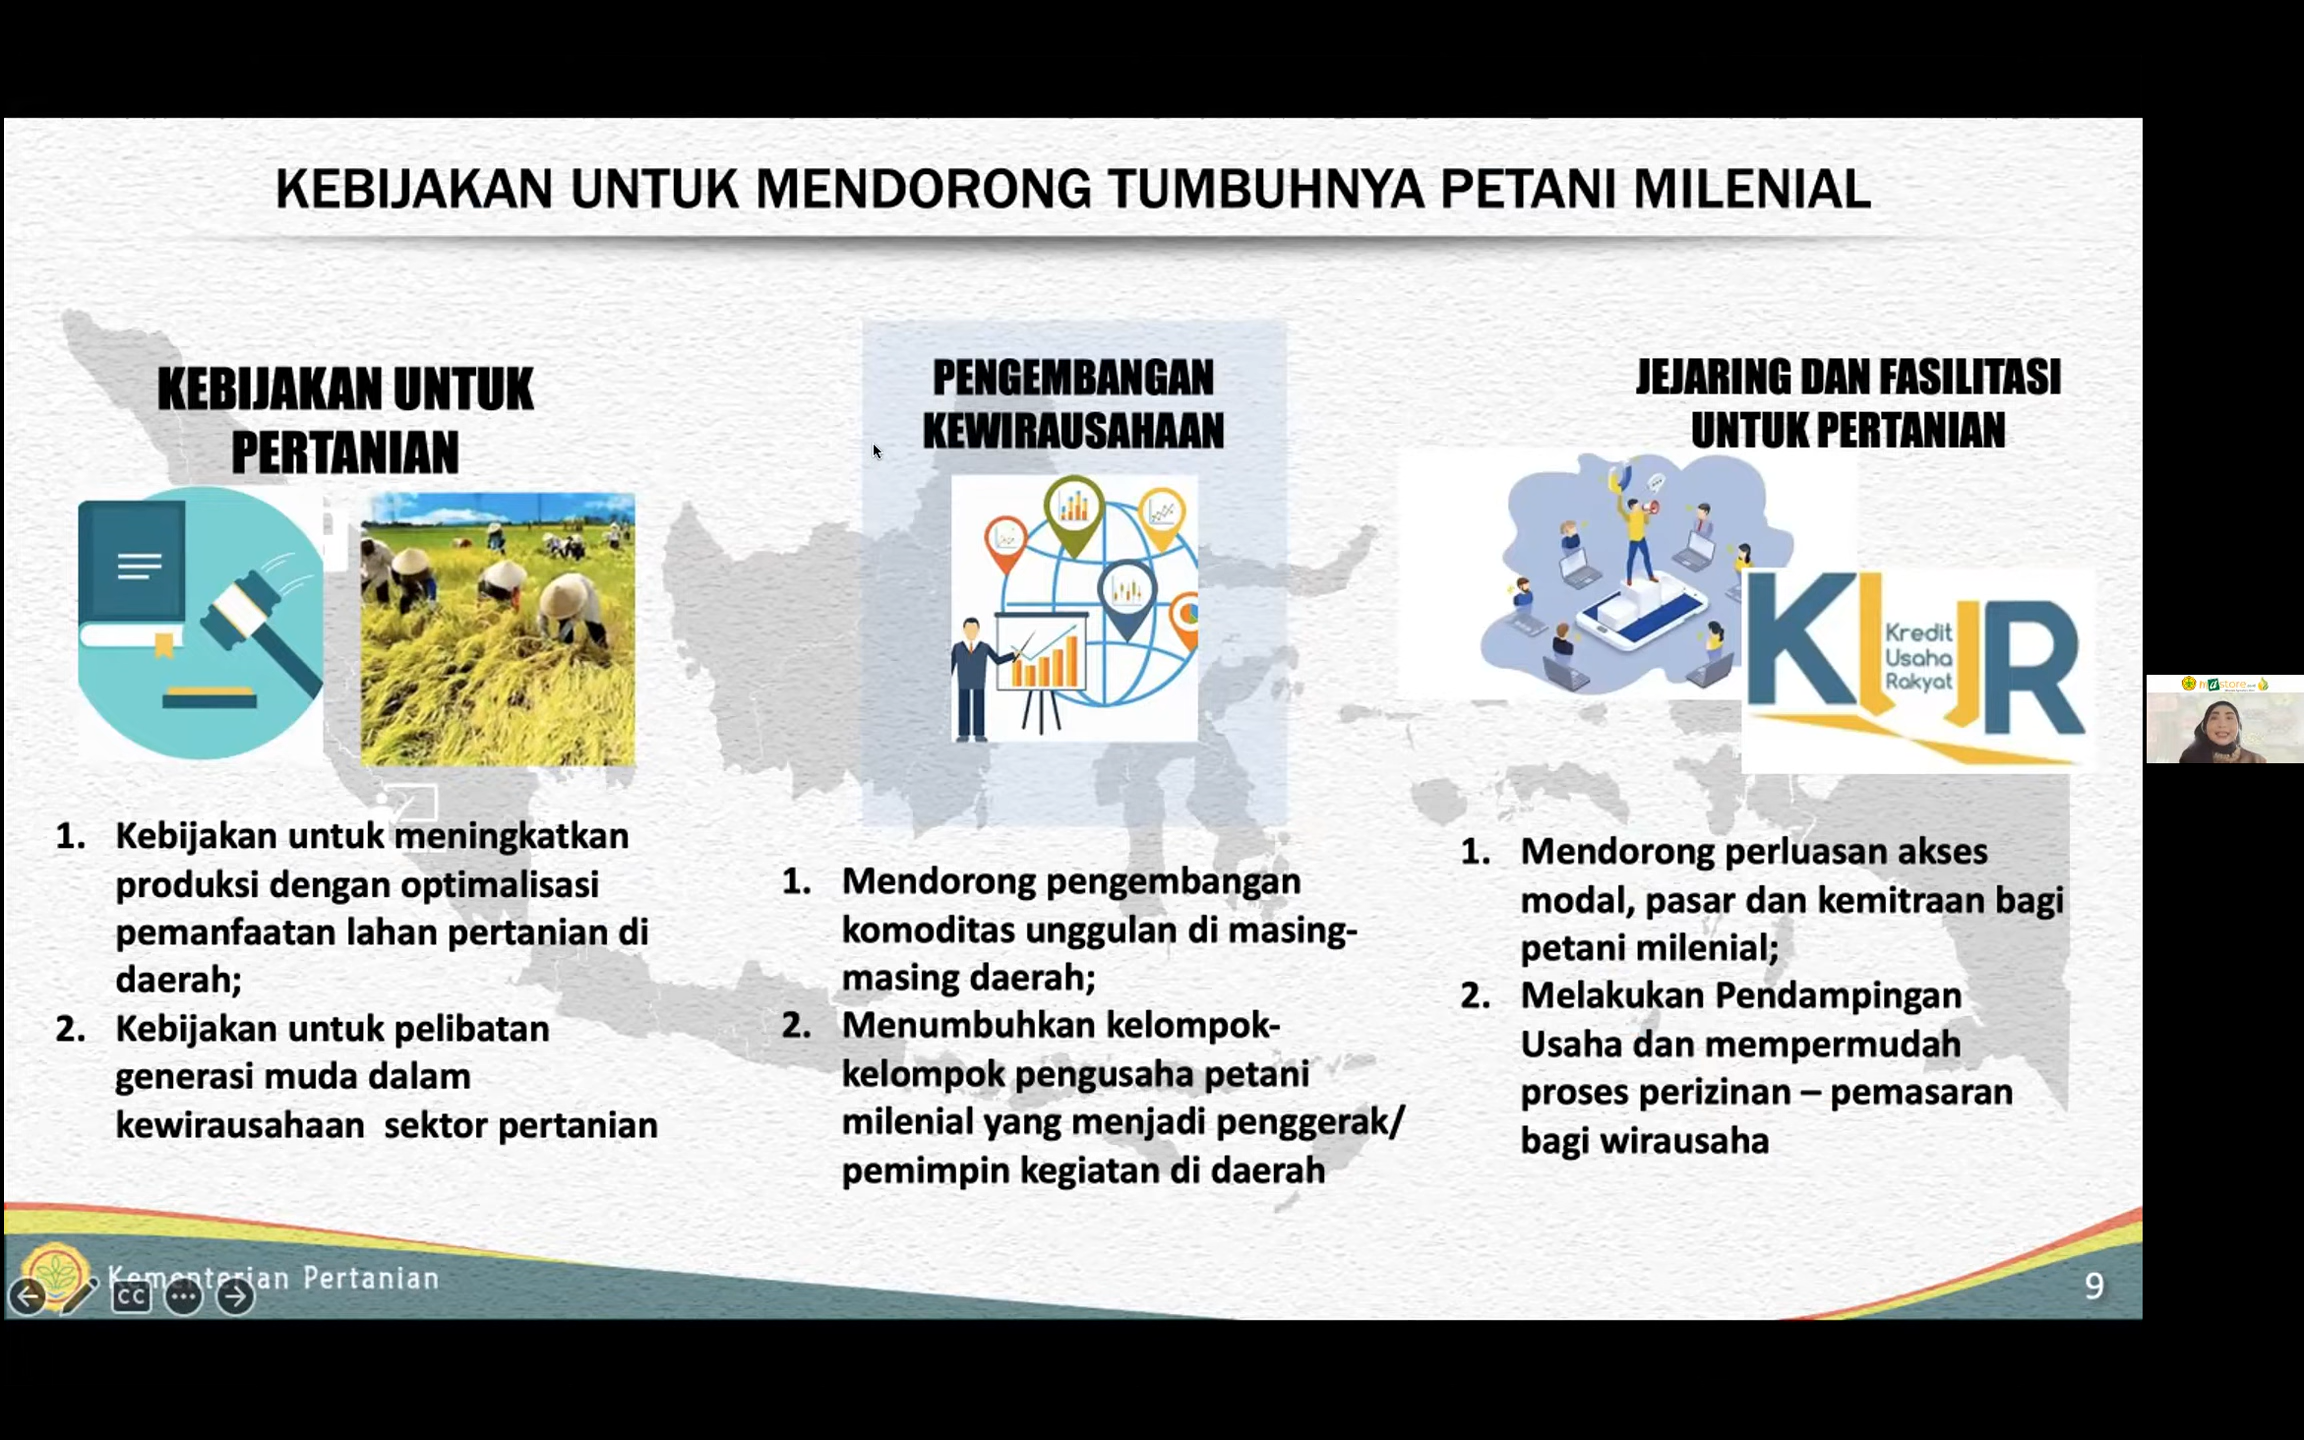 KEBIJAKAN UNTUK MENDORONG TUMBUHNYA PETANI MILENIAL
KEBIJAKAN UNTUK
PERTANIAN
1. Kebijakan untuk meningkatkan
produksi dengan optimalisasi
pemanfaatan lahan pertanian di
daerah;
2. Kebijakan untuk pelibatan
generasi muda dalam
kewirausahaan sektor pertanian
PENGEMBANGAN
KEWIRAUSAHAAN
1. Mendorong pengembangan
komoditas unggulan di masing-
masing daerah;
2. Menumbuhkan kelompok-
kelompok pengusaha petani
milenial yang menjadi penggerak/
pemimpin kegiatan di daerah
JEJARING DAN FASILITASI
UNTUK PERTANIAN
KUR
Kredit
Usaha
Rakyat
1. Mendorong perluasan akses
modal, pasar dan kemitraan bagi
petani milenial;
2. Melakukan Pendampingan
Usaha dan mempermudah
proses perizinan – pemasaran
bagi wirausaha
Kementerian Pertanian
CC
9